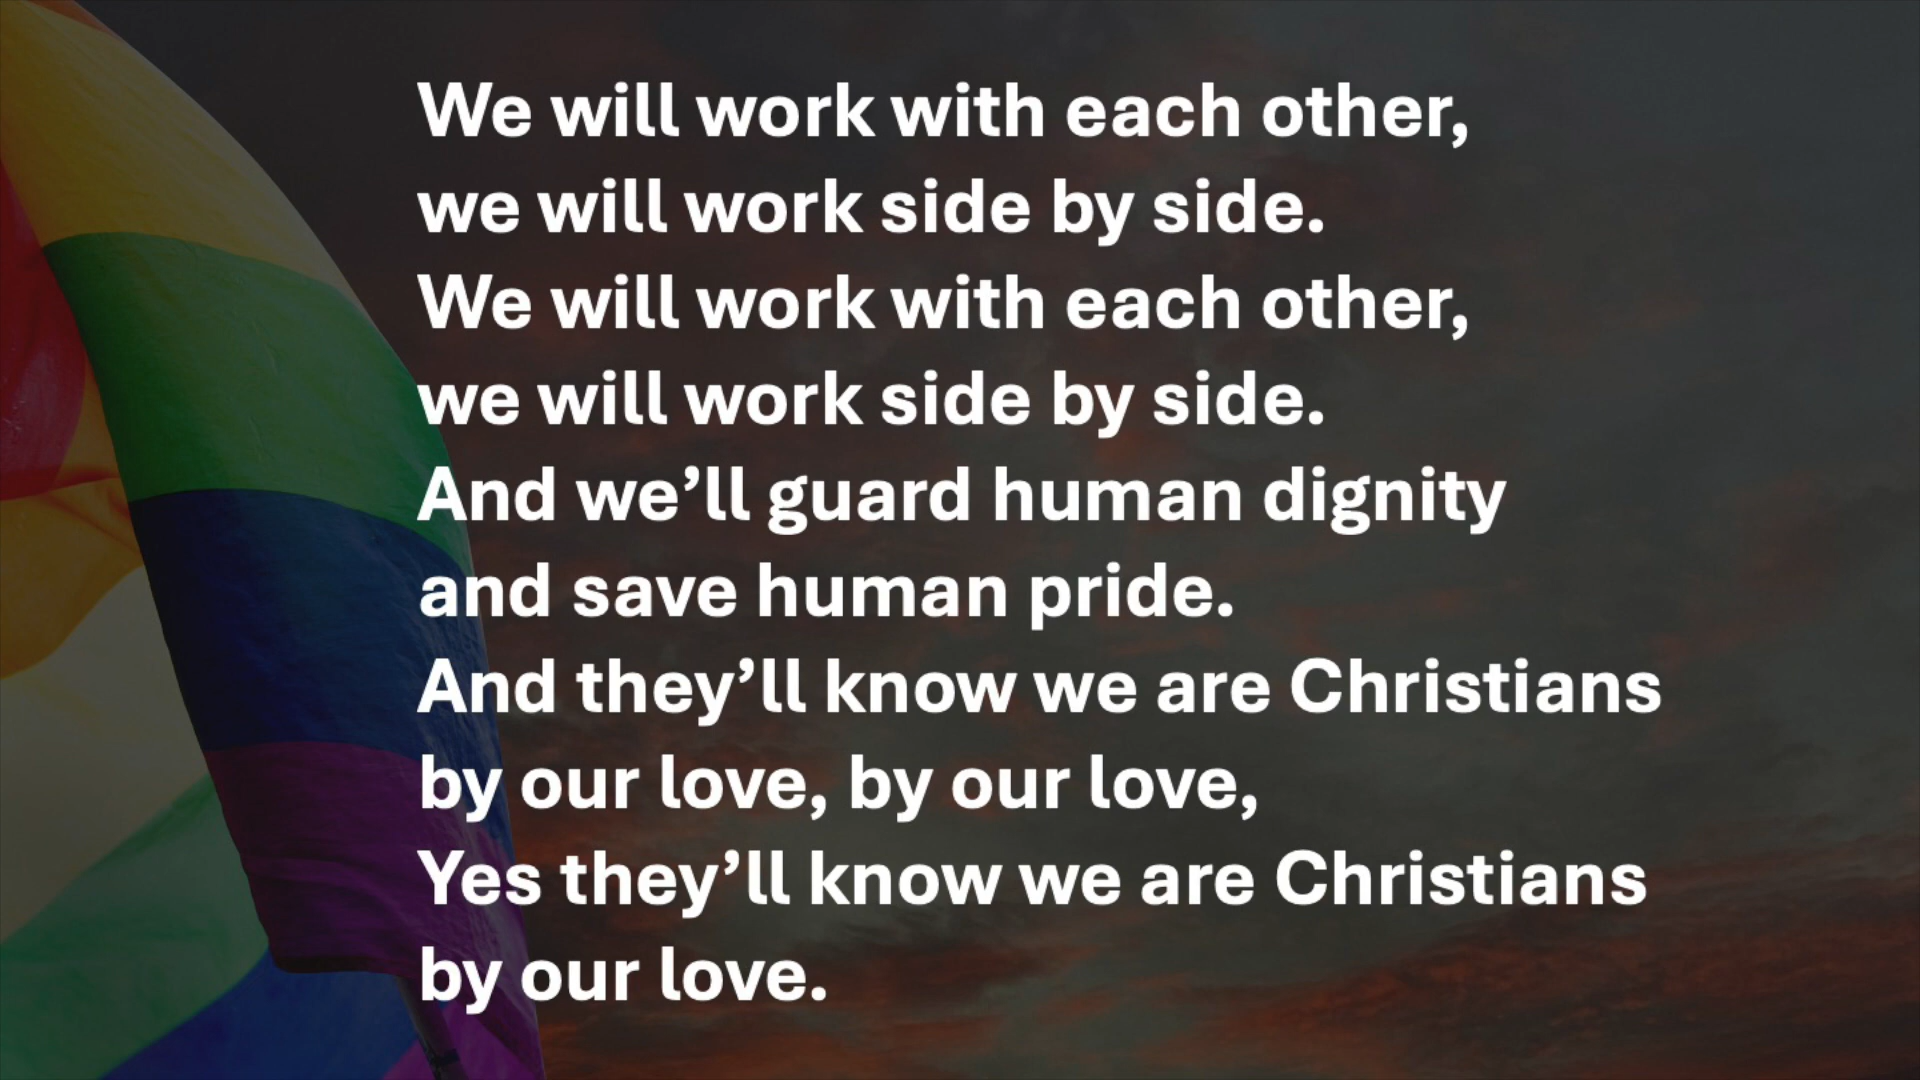 We will work with each other,
we will work side by side.
We will work with each other,
we will work side by side.
And we’ll guard human dignity
and save human pride.
And they’ll know we are Christians
by our love, by our love,
Yes they’ll know we are Christians
by our love.